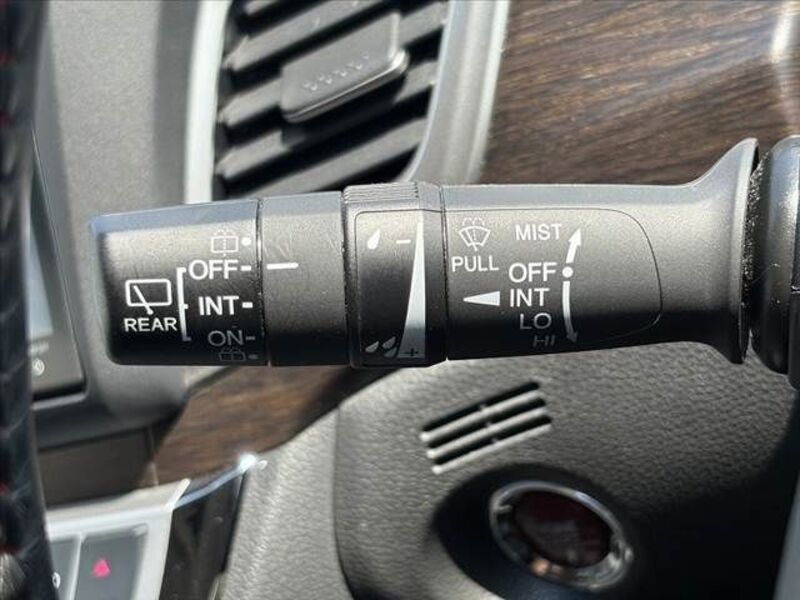 OFF
INT
ON
REAR
-
+
PULL
MIST
OFF
INT
LO
HI